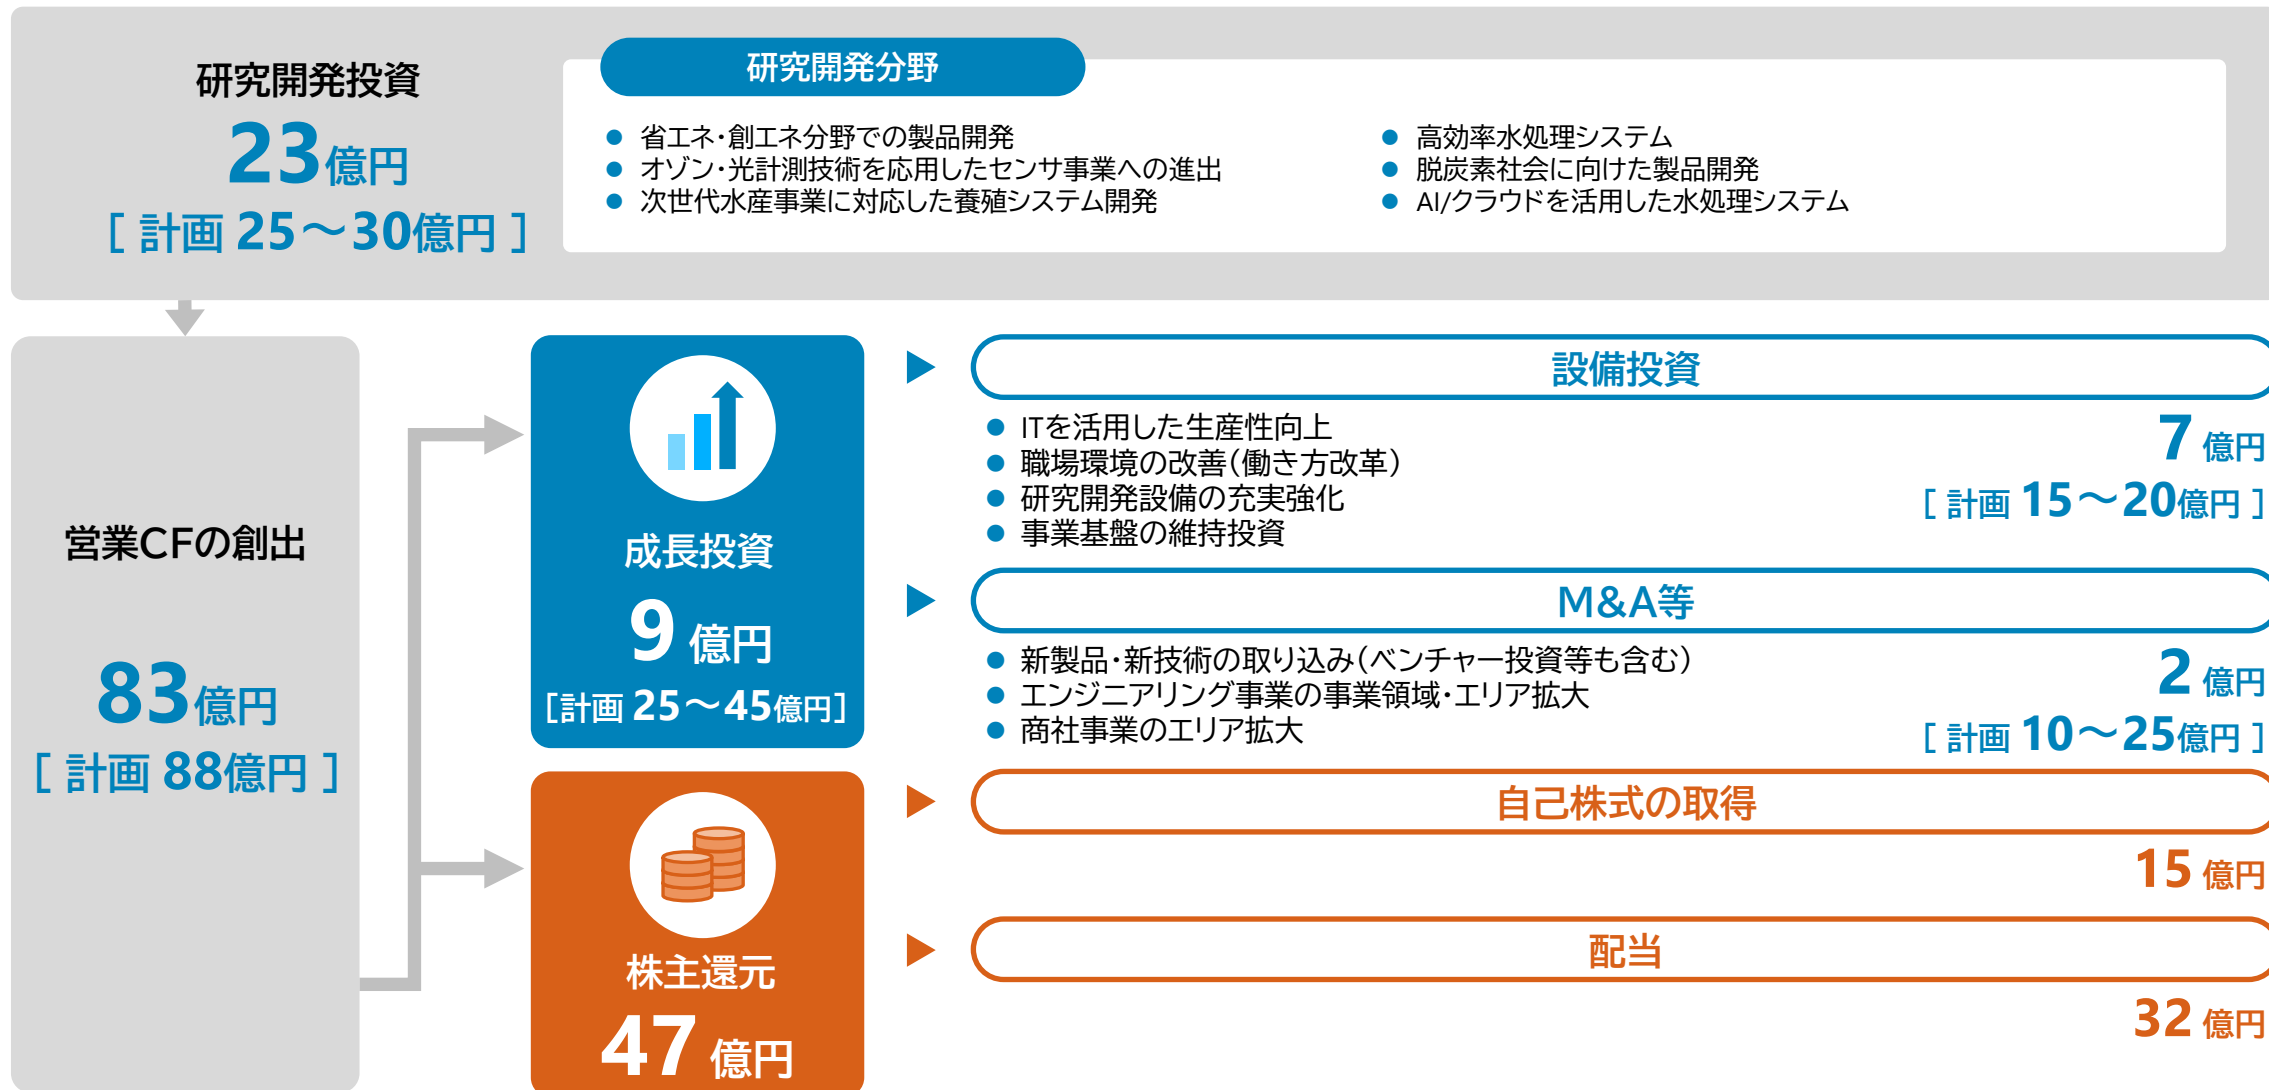 研究開発投資
23億円
[ 計画 25～30億円 ]
研究開発分野
● 省エネ・創エネ分野での製品開発
● オゾン・光計測技術を応用したセンサ事業への進出
● 次世代水産事業に対応した養殖システム開発
● 高効率水処理システム
● 脱炭素社会に向けた製品開発
● AI/クラウドを活用した水処理システム
営業CFの創出
83億円
[ 計画 88億円 ]
成長投資
9 億円
[計画 25～45億円]
設備投資
● ITを活用した生産性向上
● 職場環境の改善（働き方改革）
● 研究開発設備の充実強化
● 事業基盤の維持投資
7 億円
[ 計画 15～20億円 ]
M&A等
● 新製品・新技術の取り込み（ベンチャー投資等も含む）
● エンジニアリング事業の事業領域・エリア拡大
● 商社事業のエリア拡大
2 億円
[ 計画 10～25億円 ]
株主還元
47 億円
自己株式の取得
15 億円
配当
32 億円